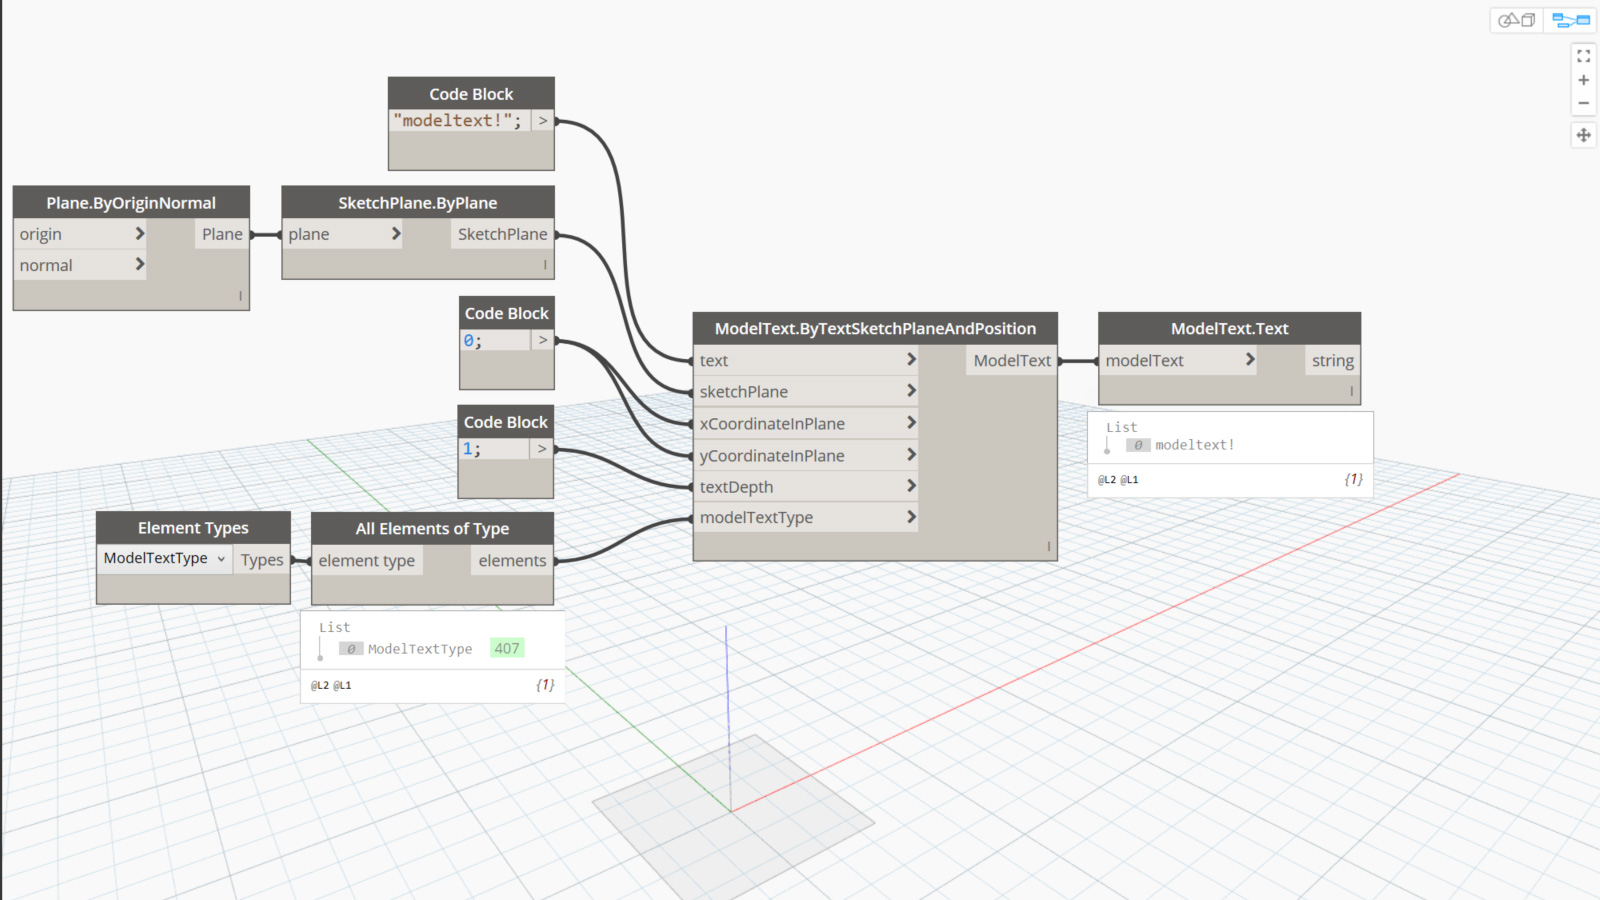 Code Block
"modeltext!"; >
Plane.ByOriginNormal
origin
Plane
normal
SketchPlane.ByPlane
plane
SketchPlane
Code Block
0; >
Code Block
1; >
Element Types
ModelTextType
Types
All Elements of Type
element type
elements
List
0 ModelTextType 407
@L2 @L1 {1}
ModelText.ByTextSketchPlaneAndPosition
text
ModelText
sketchPlane
xCoordinateInPlane
yCoordinateInPlane
textDepth
modelTextType
ModelText.Text
modelText
string
List
0 modeltext!
@L2 @L1 {1}